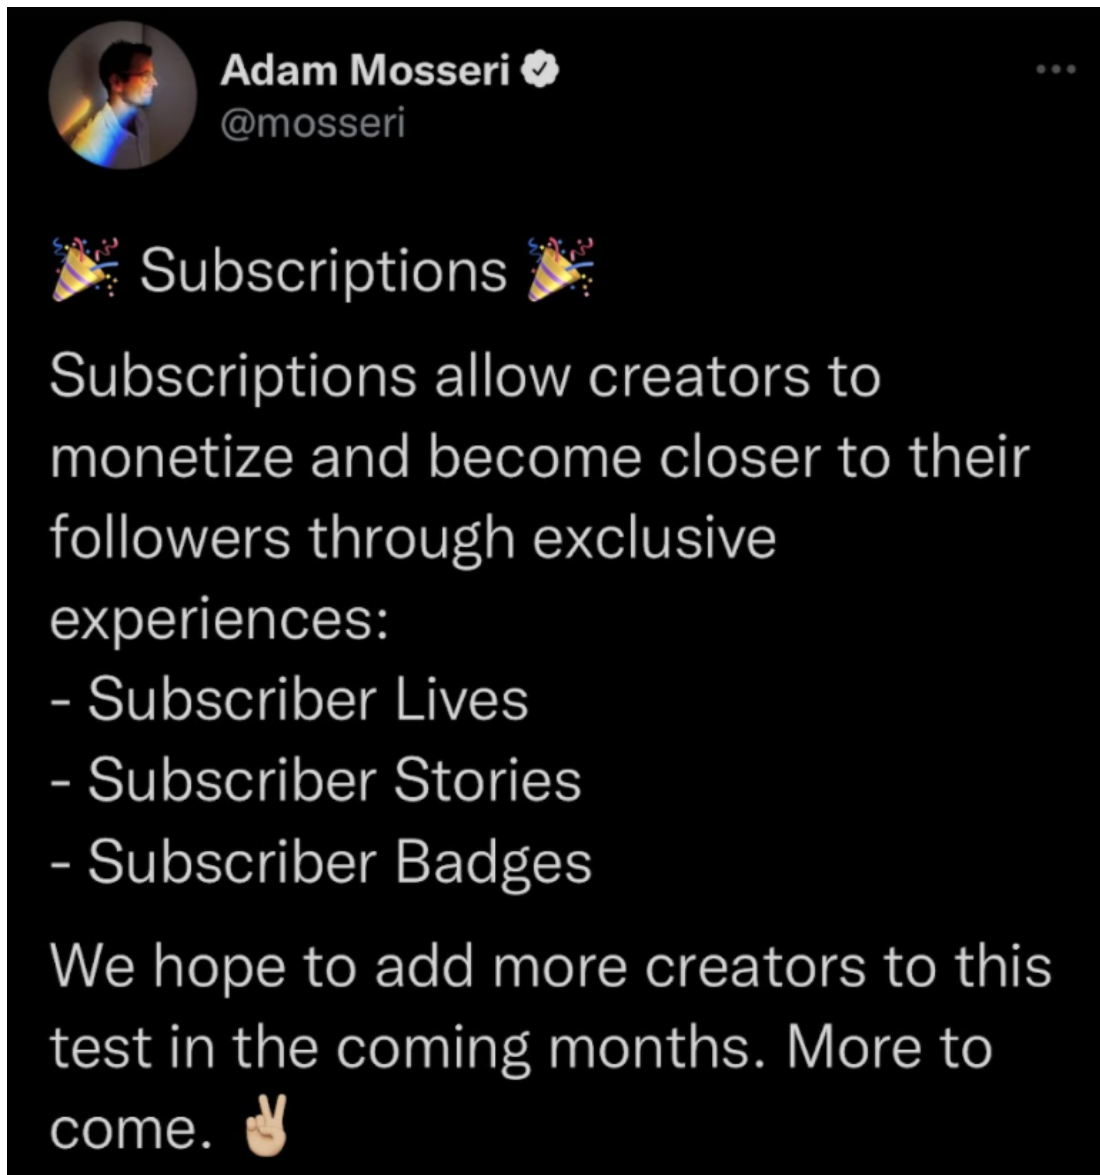 Adam Mosseri
@mosseri
🎉 Subscriptions 🎉
Subscriptions allow creators to
monetize and become closer to their
followers through exclusive
experiences:
- Subscriber Lives
- Subscriber Stories
- Subscriber Badges
We hope to add more creators to this
test in the coming months. More to
come. ✌🏼